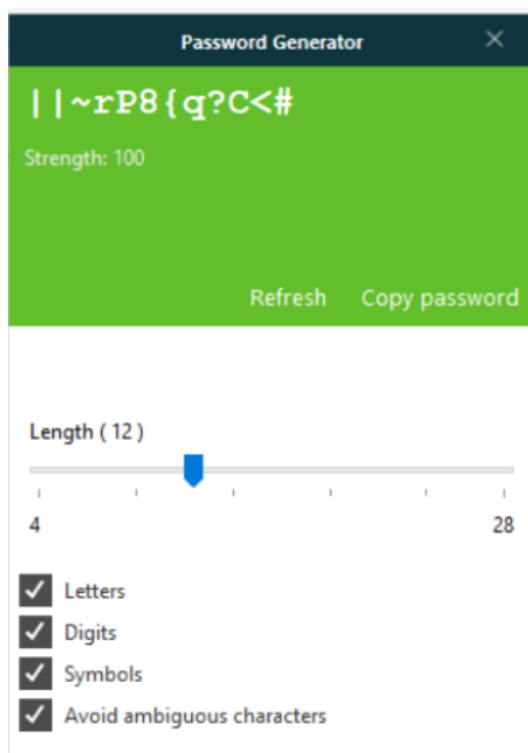 Password Generator
||~rP8{q?C<#
Strength: 100
Refresh Copy password
Length ( 12 )
4 28
Letters
Digits
Symbols
Avoid ambiguous characters